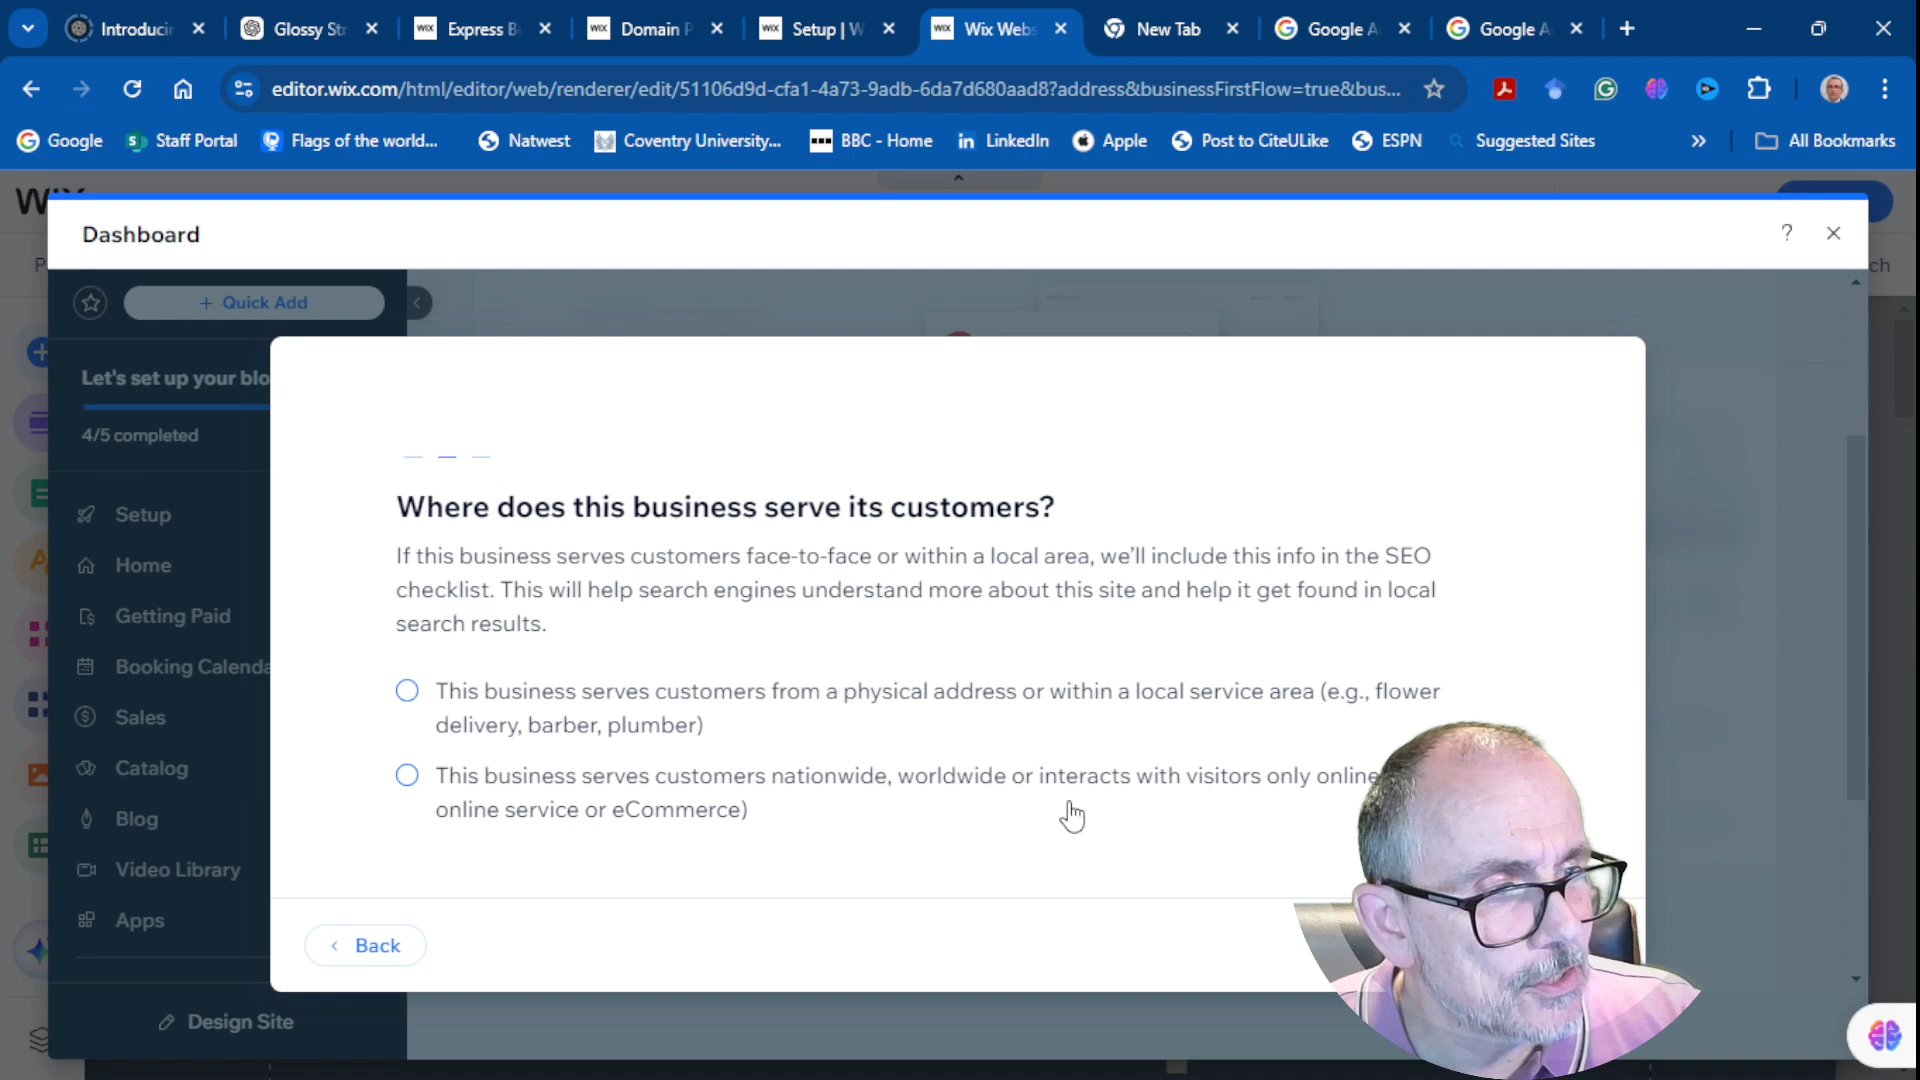 Introducin
Glossy Str
WIX Express B
WIX Domain P
WIX Setup | W
WIX Wix Webs
New Tab
Google A
Google A
editor.wix.com/html/editor/web/renderer/edit/51106d9d-cfa1-4a73-9adb-6da7d680aad8?address&businessFirstFlow=true&bus...
Google
Staff Portal
Flags of the world...
Natwest
Coventry University...
BBC - Home
LinkedIn
Apple
Post to CiteULike
ESPN
Suggested Sites
All Bookmarks
Dashboard
Quick Add
Let's set up your blo
4/5 completed
Setup
Home
Getting Paid
Booking Calenda
Sales
Catalog
Blog
Video Library
Apps
Design Site
Where does this business serve its customers?
If this business serves customers face-to-face or within a local area, we'll include this info in the SEO
checklist. This will help search engines understand more about this site and help it get found in local
search results.
This business serves customers from a physical address or within a local service area (e.g., flower
delivery, barber, plumber)
This business serves customers nationwide, worldwide or interacts with visitors only online
online service or eCommerce)
Back